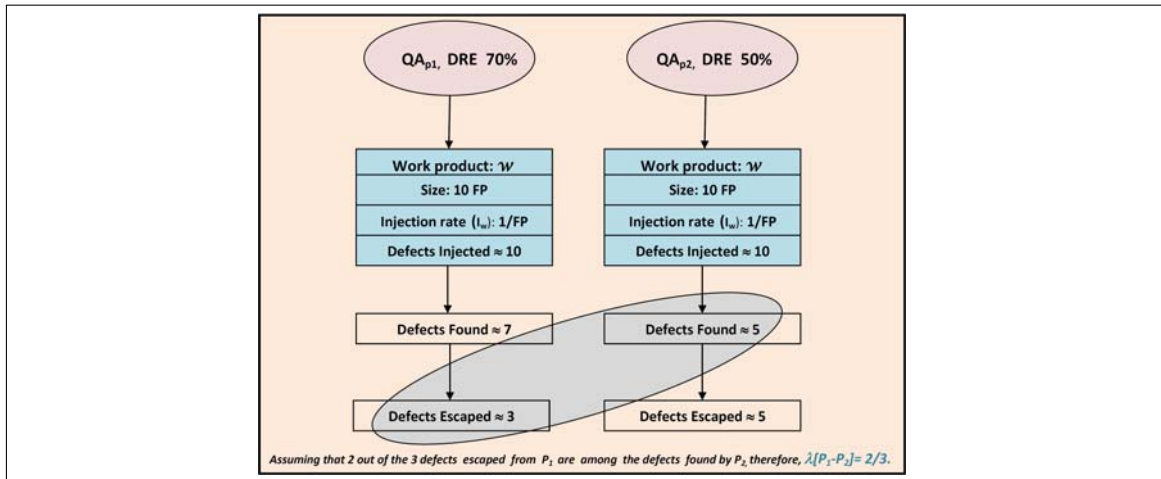 QAp1, DRE 70%
QAp2, DRE 50%
Work product: W
Size: 10 FP
Injection rate (Iw): 1/FP
Defects Injected ≈ 10
Work product: W
Size: 10 FP
Injection rate (Iw): 1/FP
Defects Injected ≈ 10
Defects Found ≈ 7
Defects Found ≈ 5
Defects Escaped ≈ 3
Defects Escaped ≈ 5
Assuming that 2 out of the 3 defects escaped from P1 are among the defects found by P2, therefore, λ[P1-P2]= 2/3.